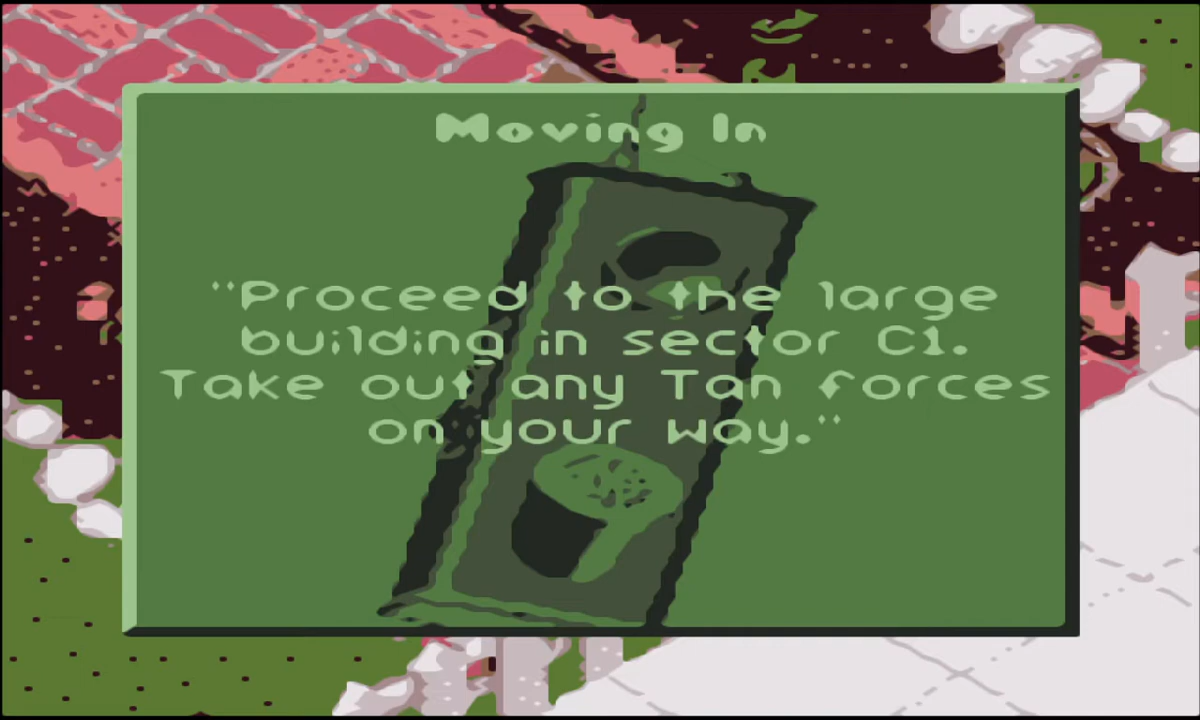 Moving In
"Proceed to the large
building in sector C1.
Take out any Tan forces
on your way."